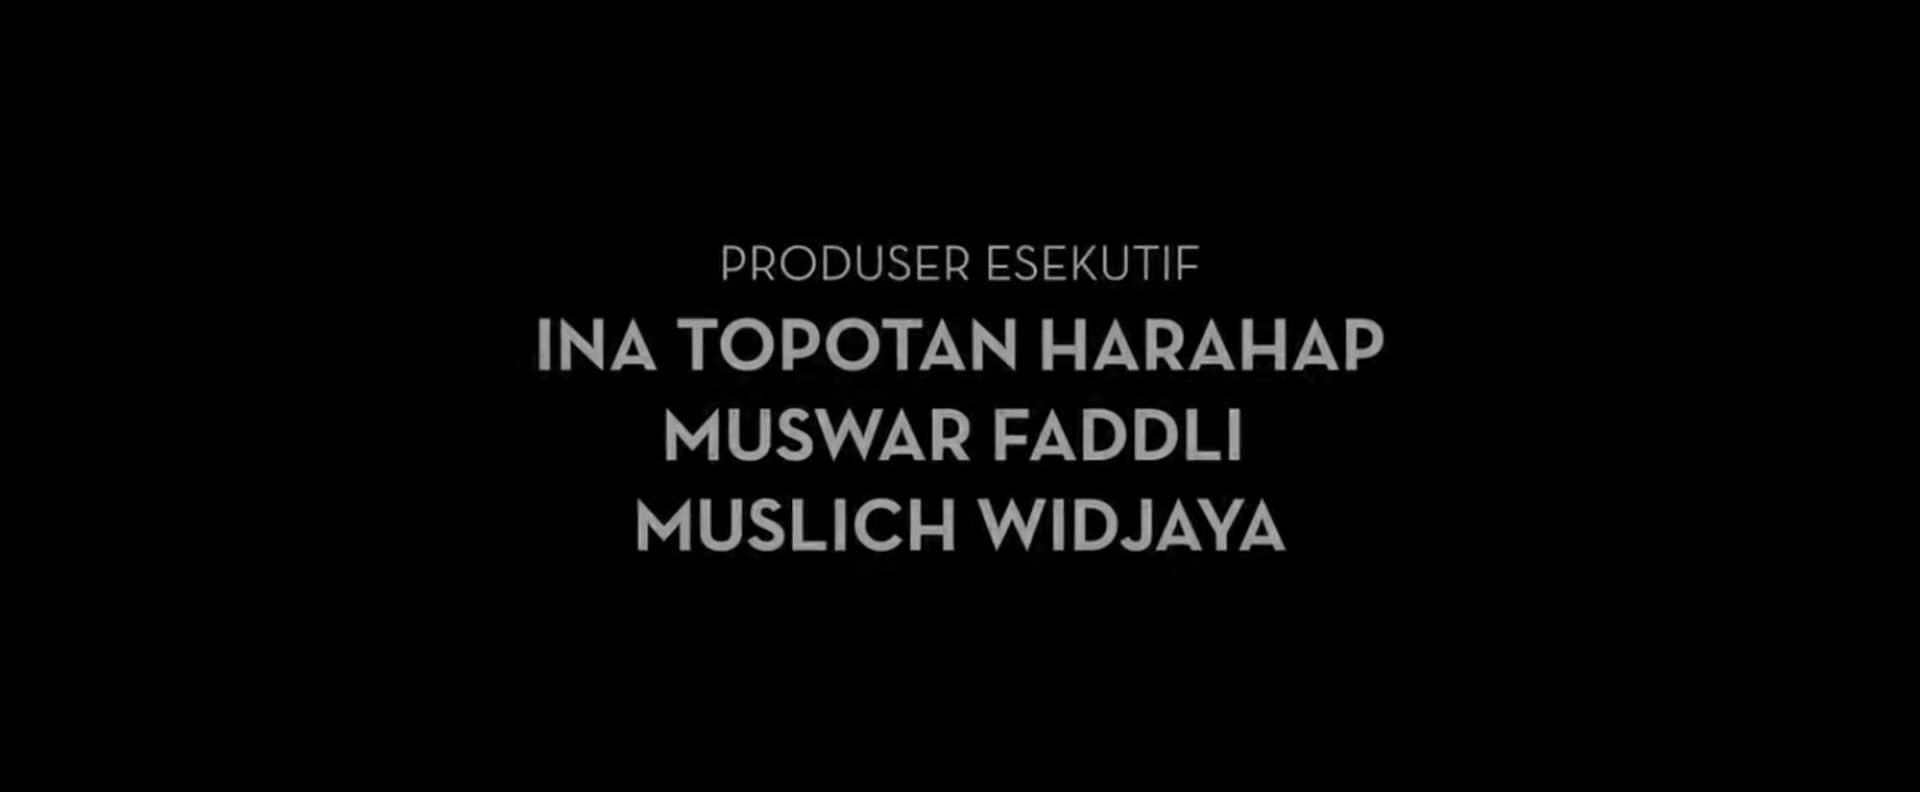 PRODUSER ESEKUTIF
INA TOPOTAN HARAHAP
MUSWAR FADDLI
MUSLICH WIDJAYA